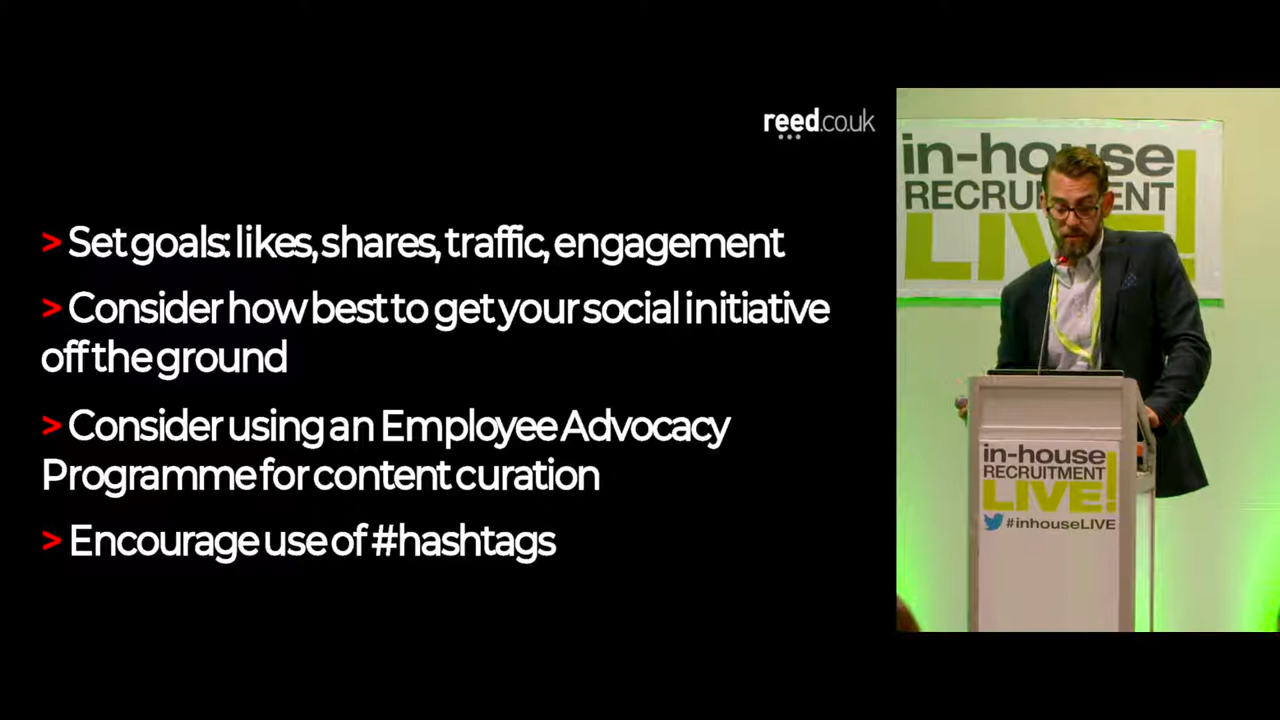 reed.co.uk
> Set goals: likes, shares, traffic, engagement
> Consider how best to get your social initiative
off the ground
> Consider using an Employee Advocacy
Programme for content curation
> Encourage use of #hashtags
in-house
RECRUITMENT
LIVE!
in-house
RECRUITMENT
LIVE!
#inhouseLIVE